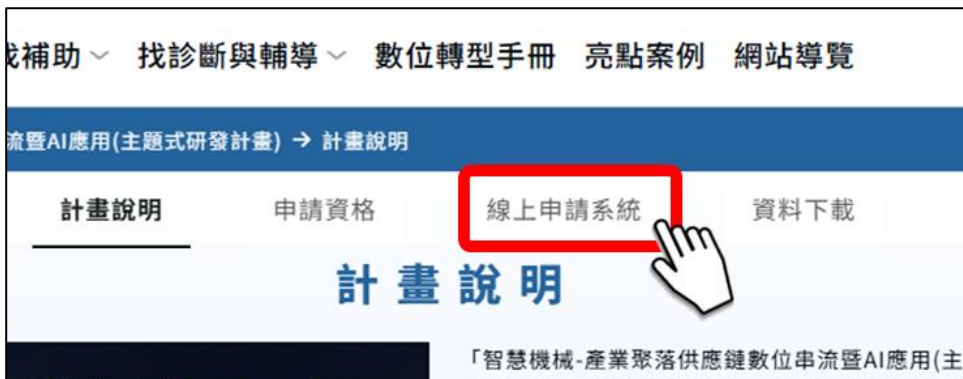 找補助 找診斷與輔導 數位轉型手冊 亮點案例 網站導覽
流暨AI應用(主題式研發計畫) → 計畫說明
計畫說明 申請資格 線上申請系統 資料下載
計畫說明
「智慧機械-產業聚落供應鏈數位串流暨AI應用(主